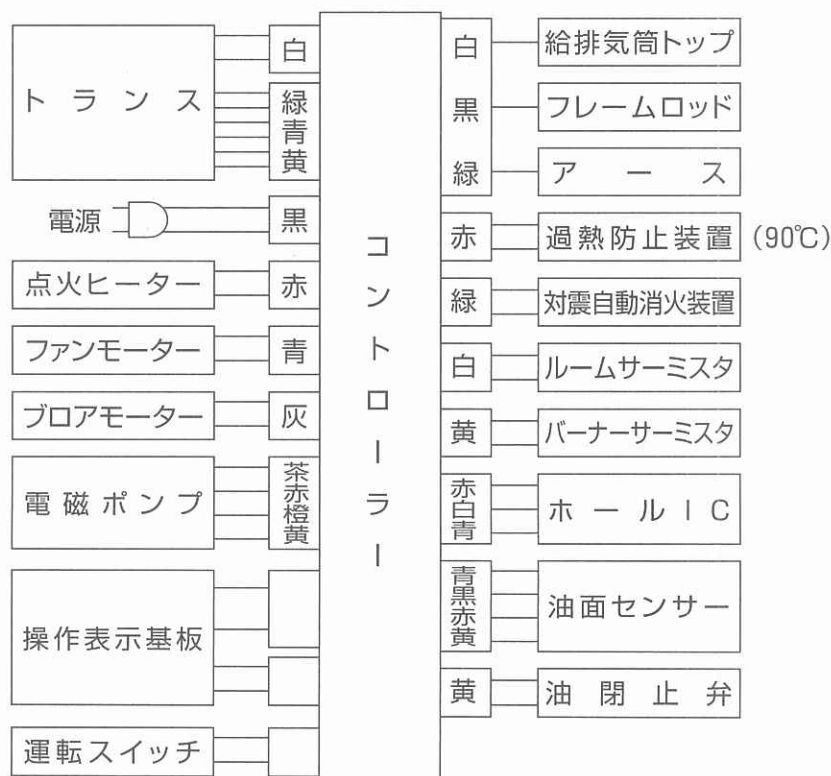 トランス
白
緑
青
黄
電源
黒
点火ヒーター
赤
ファンモーター
青
ブロアモーター
灰
電磁ポンプ
茶
赤
橙
黄
操作表示基板
運転スイッチ
コントローラー
白
給排気筒トップ
黒
フレームロッド
緑
アース
赤
過熱防止装置 (90℃)
緑
対震自動消火装置
白
ルームサーミスタ
黄
バーナーサーミスタ
赤
白
青
ホールIC
青
黒
赤
黄
油面センサー
黄
油閉止弁